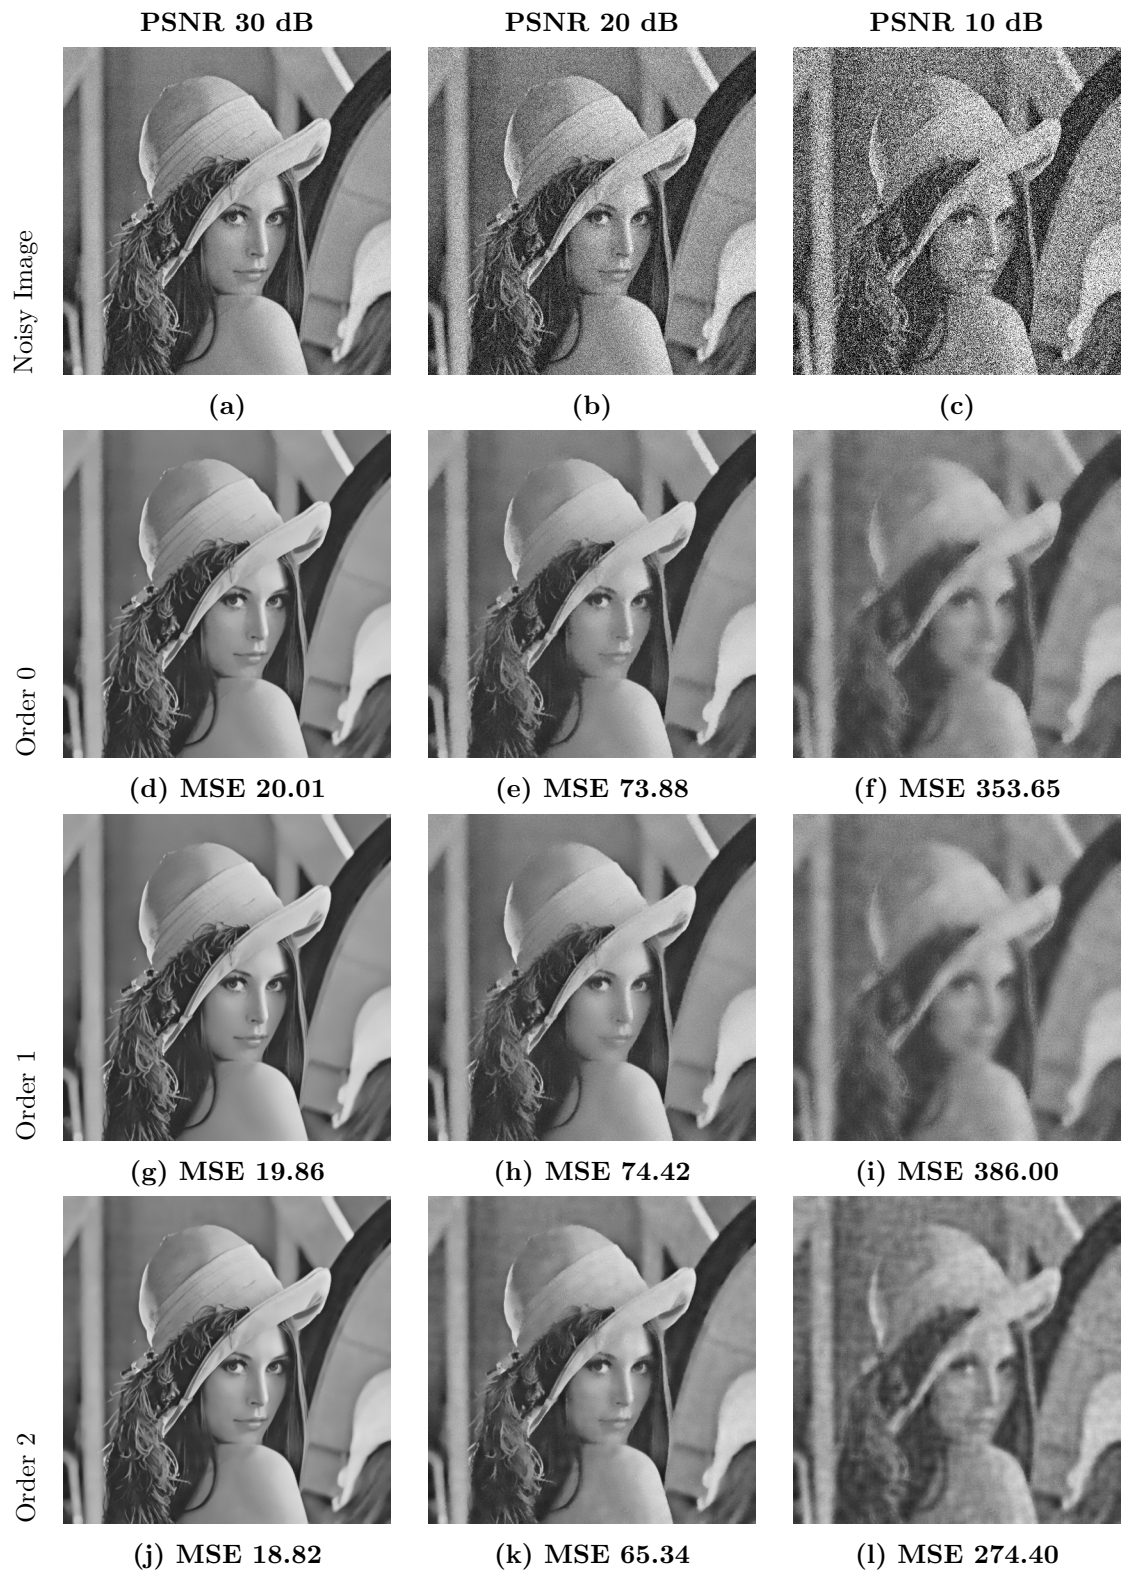 PSNR 30 dB PSNR 20 dB PSNR 10 dB
Noisy Image
(a) (b) (c)
Order 0
(d) MSE 20.01 (e) MSE 73.88 (f) MSE 353.65
Order 1
(g) MSE 19.86 (h) MSE 74.42 (i) MSE 386.00
Order 2
(j) MSE 18.82 (k) MSE 65.34 (l) MSE 274.40